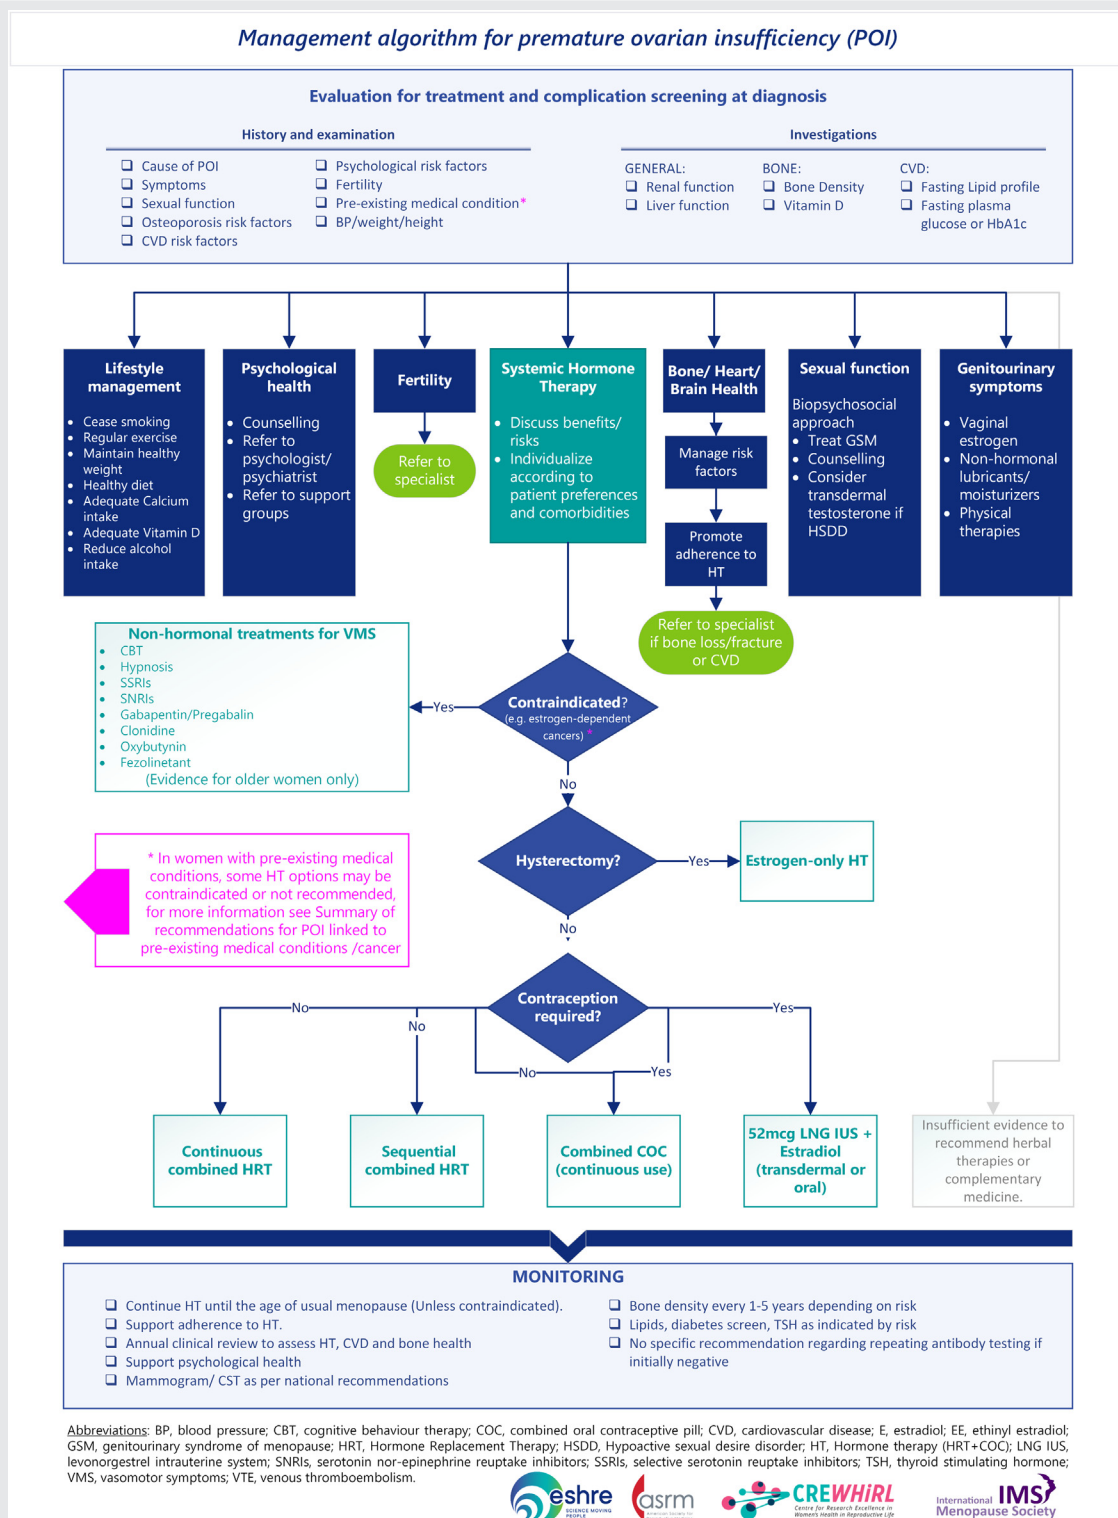 Management algorithm for premature ovarian insufficiency (POI)
Evaluation for treatment and complication screening at diagnosis
History and examination
Cause of POI
Symptoms
Sexual function
Osteoporosis risk factors
CVD risk factors
Psychological risk factors
Fertility
Pre-existing medical condition*
BP/weight/height
Investigations
GENERAL:
Renal function
Liver function
BONE:
Bone Density
Vitamin D
CVD:
Fasting Lipid profile
Fasting plasma
glucose or HbA1c
Lifestyle
management
• Cease smoking
• Regular exercise
• Maintain healthy
weight
• Healthy diet
• Adequate Calcium
intake
• Adequate Vitamin D
• Reduce alcohol
intake
Psychological
health
• Counselling
• Refer to
psychologist/
psychiatrist
• Refer to support
groups
Fertility
Refer to
specialist
Systemic Hormone
Therapy
• Discuss benefits/
risks
• Individualize
according to
patient preferences
and comorbidities
Bone/ Heart/
Brain Health
Manage risk
factors
Promote
adherence to
HT
Refer to specialist
if bone loss/fracture
or CVD
Sexual function
Biopsychosocial
approach
• Treat GSM
• Counselling
• Consider
transdermal
testosterone if
HSDD
Genitourinary
symptoms
• Vaginal
estrogen
• Non-hormonal
lubricants/
moisturizers
• Physical
therapies
Non-hormonal treatments for VMS
• CBT
• Hypnosis
• SSRIs
• SNRIs
• Gabapentin/Pregabalin
• Clonidine
• Oxybutynin
• Fezolinetant
(Evidence for older women only)
Yes
Contraindicated?
(e.g. estrogen-dependent
cancers) *
No
Hysterectomy?
Yes
Estrogen-only HT
No
* In women with pre-existing medical
conditions, some HT options may be
contraindicated or not recommended,
for more information see Summary of
recommendations for POI linked to
pre-existing medical conditions /cancer
Contraception
required?
No
No
No
Yes
Yes
Continuous
combined HRT
Sequential
combined HRT
Combined COC
(continuous use)
52mcg LNG IUS +
Estradiol
(transdermal or
oral)
Insufficient evidence to
recommend herbal
therapies or
complementary
medicine.
MONITORING
Continue HT until the age of usual menopause (Unless contraindicated).
Support adherence to HT.
Annual clinical review to assess HT, CVD and bone health
Support psychological health
Mammogram/ CST as per national recommendations
Bone density every 1-5 years depending on risk
Lipids, diabetes screen, TSH as indicated by risk
No specific recommendation regarding repeating antibody testing if
initially negative
Abbreviations: BP, blood pressure; CBT, cognitive behaviour therapy; COC, combined oral contraceptive pill; CVD, cardiovascular disease; E, estradiol; EE, ethinyl estradiol;
GSM, genitourinary syndrome of menopause; HRT, Hormone Replacement Therapy; HSDD, Hypoactive sexual desire disorder; HT, Hormone therapy (HRT+COC); LNG IUS,
levonorgestrel intrauterine system; SNRIs, serotonin nor-epinephrine reuptake inhibitors; SSRIs, selective serotonin reuptake inhibitors; TSH, thyroid stimulating hormone;
VMS, vasomotor symptoms; VTE, venous thromboembolism.
eshre
SCIENCE MOVING
PEOPLE
asrm
CREWHiRL
Centre for Research Excellence in
Women's Health in Reproductive Life
International IMS
Menopause Society